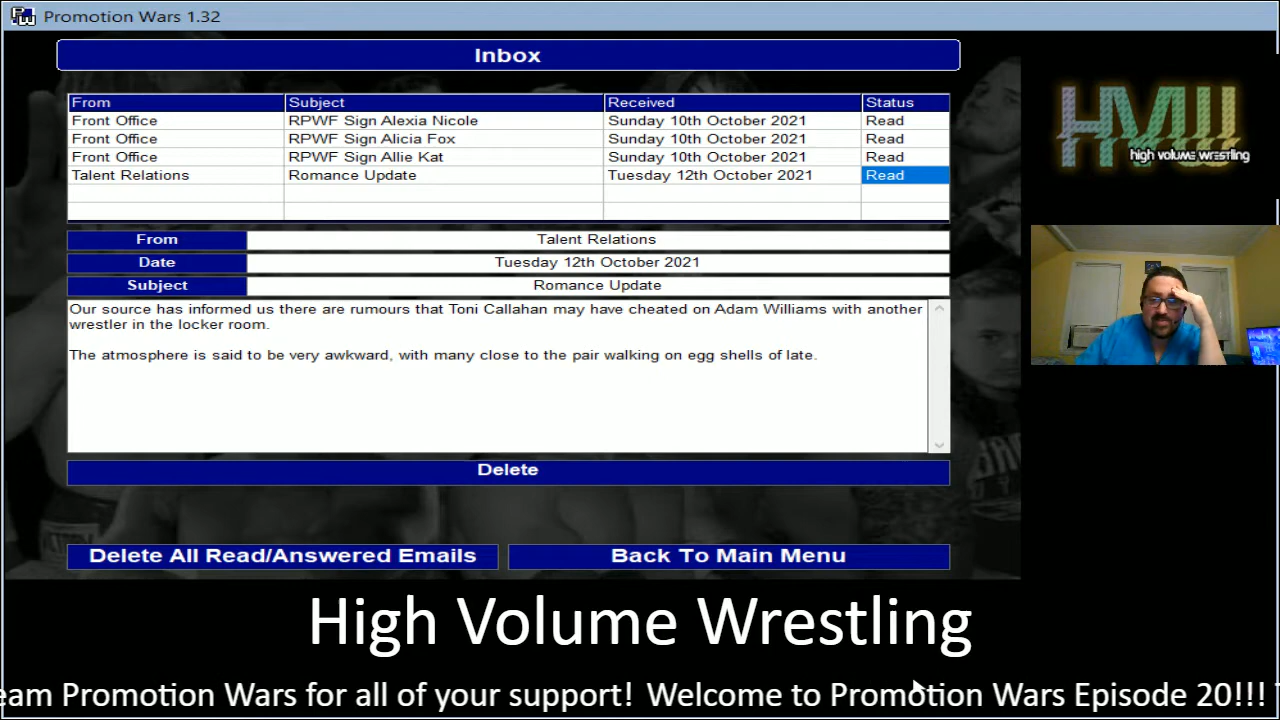 Promotion Wars 1.32
Inbox
From Subject Received Status
Front Office RPWF Sign Alexia Nicole Sunday 10th October 2021 Read
Front Office RPWF Sign Alicia Fox Sunday 10th October 2021 Read
Front Office RPWF Sign Allie Kat Sunday 10th October 2021 Read
Talent Relations Romance Update Tuesday 12th October 2021 Read
From Talent Relations
Date Tuesday 12th October 2021
Subject Romance Update
Our source has informed us there are rumours that Toni Callahan may have cheated on Adam Williams with another
wrestler in the locker room.
The atmosphere is said to be very awkward, with many close to the pair walking on egg shells of late.
Delete
Delete All Read/Answered Emails Back To Main Menu
HVW
high volume wrestling
High Volume Wrestling
eam Promotion Wars for all of your support! Welcome to Promotion Wars Episode 20!!! T